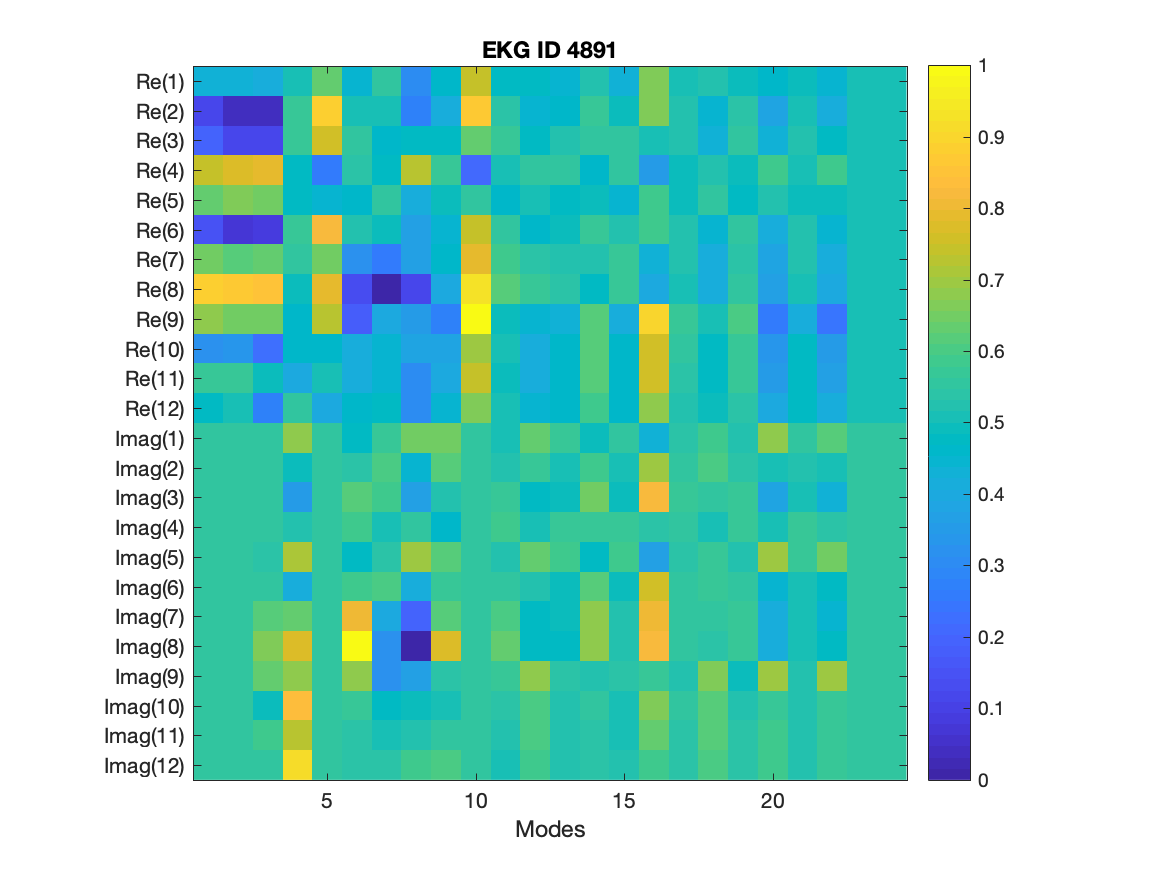 EKG ID 4891
Re(1)
Re(2)
Re(3)
Re(4)
Re(5)
Re(6)
Re(7)
Re(8)
Re(9)
Re(10)
Re(11)
Re(12)
Imag(1)
Imag(2)
Imag(3)
Imag(4)
Imag(5)
Imag(6)
Imag(7)
Imag(8)
Imag(9)
Imag(10)
Imag(11)
Imag(12)
5 10 15 20
Modes
1
0.9
0.8
0.7
0.6
0.5
0.4
0.3
0.2
0.1
0